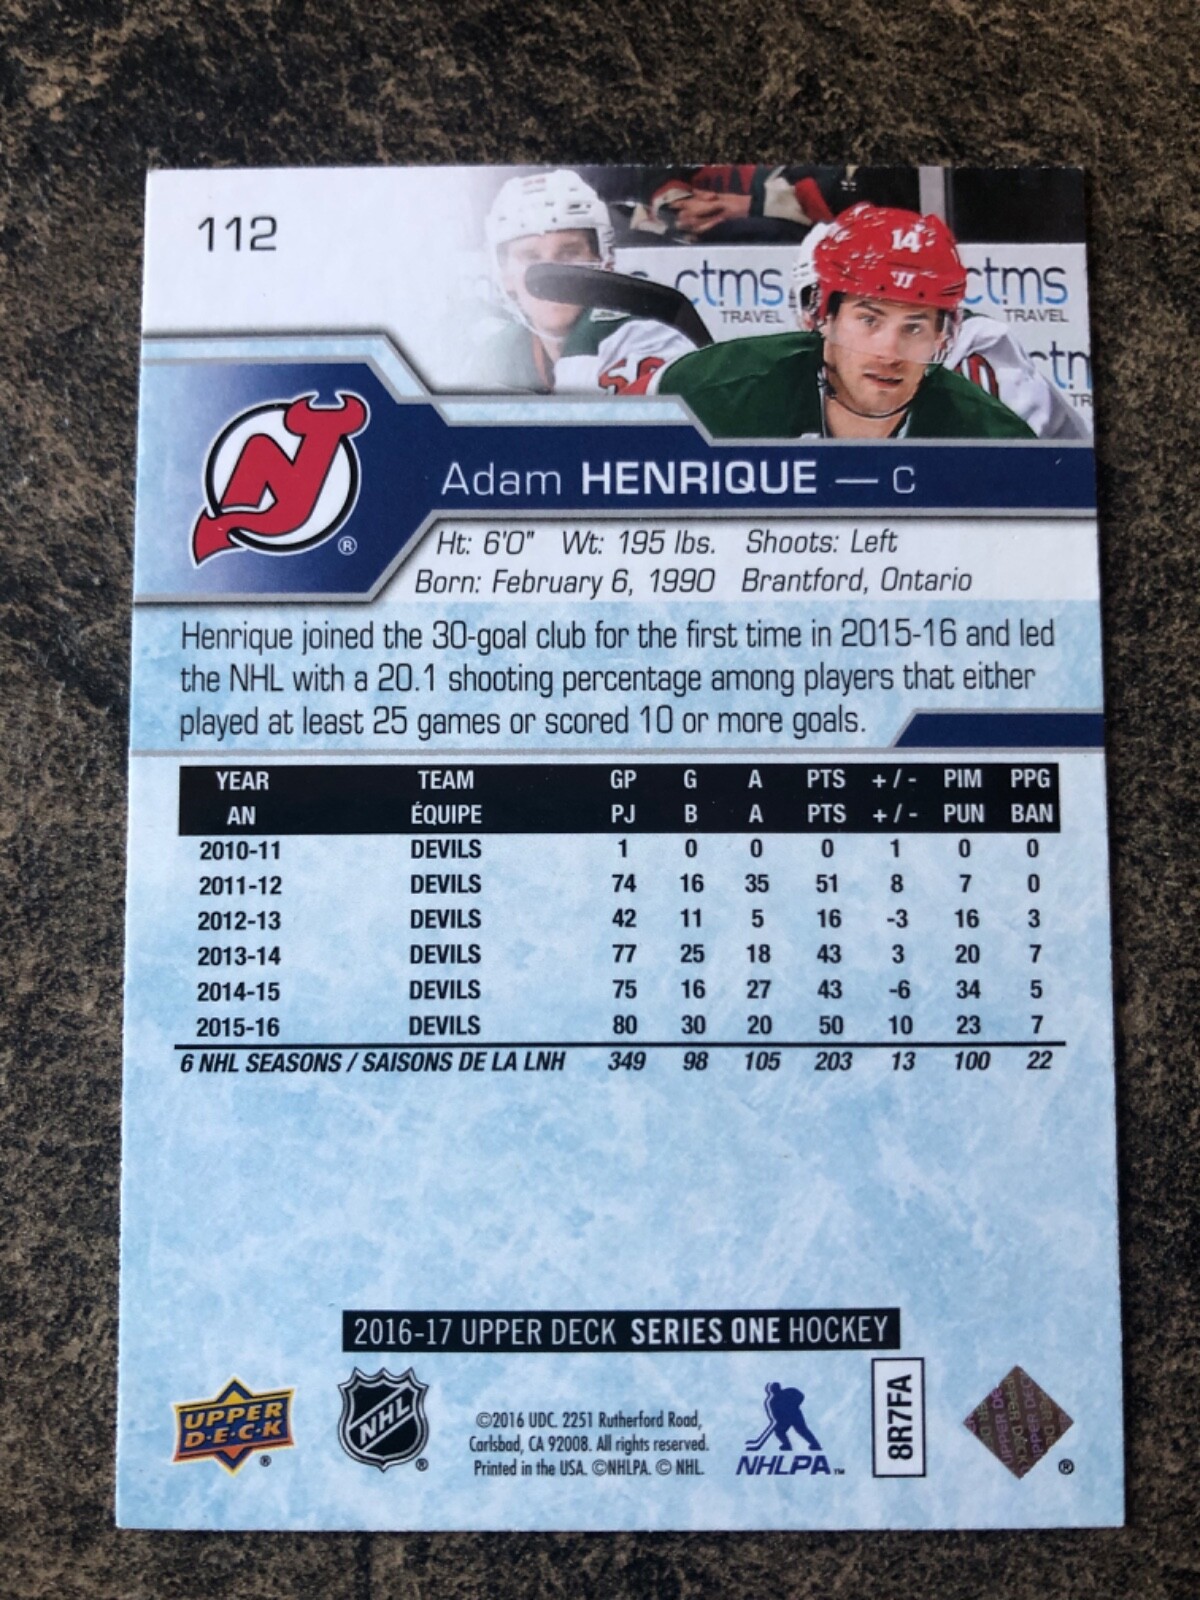 112
14
ctms
TRAVEL
ctms
TRAVEL
Adam HENRIQUE — C
Ht: 6'0" Wt: 195 lbs. Shoots: Left
Born: February 6, 1990 Brantford, Ontario
Henrique joined the 30-goal club for the first time in 2015-16 and led
the NHL with a 20.1 shooting percentage among players that either
played at least 25 games or scored 10 or more goals.
YEAR TEAM GP G A PTS +/- PIM PPG
AN ÉQUIPE PJ B A PTS +/- PUN BAN
2010-11 DEVILS 1 0 0 0 1 0 0
2011-12 DEVILS 74 16 35 51 8 7 0
2012-13 DEVILS 42 11 5 16 -3 16 3
2013-14 DEVILS 77 25 18 43 3 20 7
2014-15 DEVILS 75 16 27 43 -6 34 5
2015-16 DEVILS 80 30 20 50 10 23 7
6 NHL SEASONS / SAISONS DE LA LNH 349 98 105 203 13 100 22
2016-17 UPPER DECK SERIES ONE HOCKEY
UPPER
D·E·C·K ®
NHL ®
©2016 UDC. 2251 Rutherford Road,
Carlsbad, CA 92008. All rights reserved.
Printed in the USA. ©NHLPA. © NHL.
NHLPA™
8R7FA
UPPER DECK ®